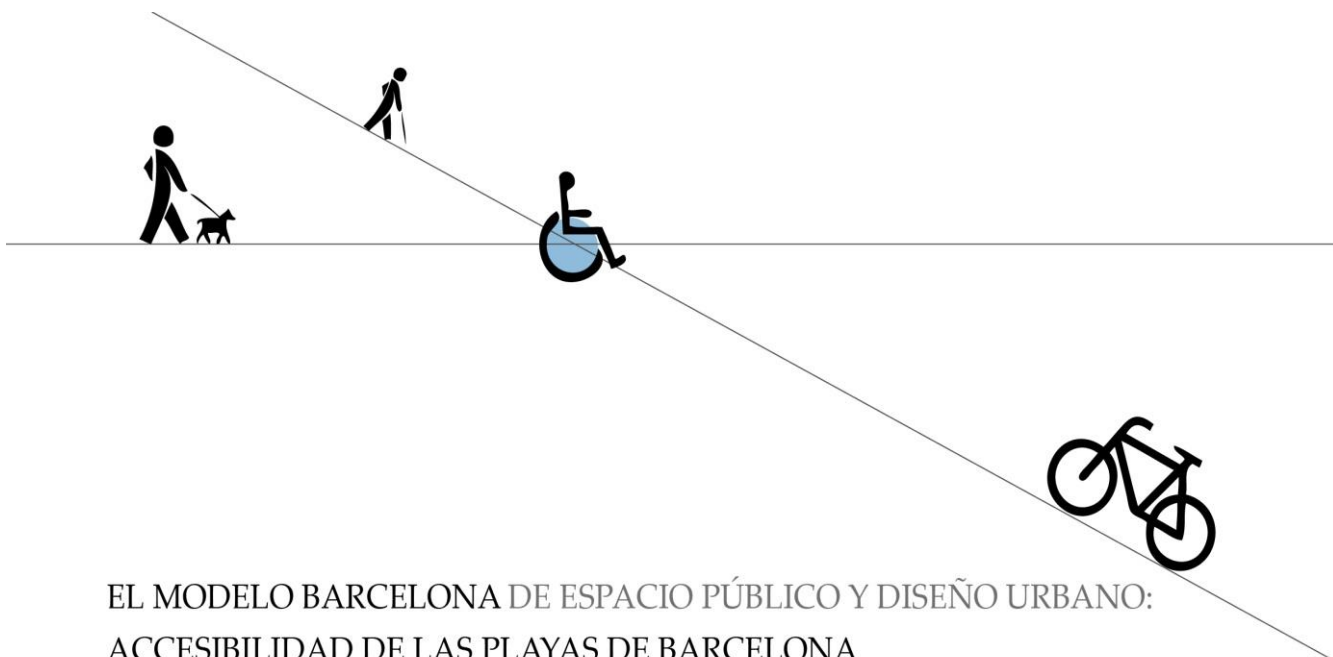 EL MODELO BARCELONA DE ESPACIO PÚBLICO Y DISEÑO URBANO:
ACCESIBILIDAD DE LAS PLAYAS DE BARCELONA